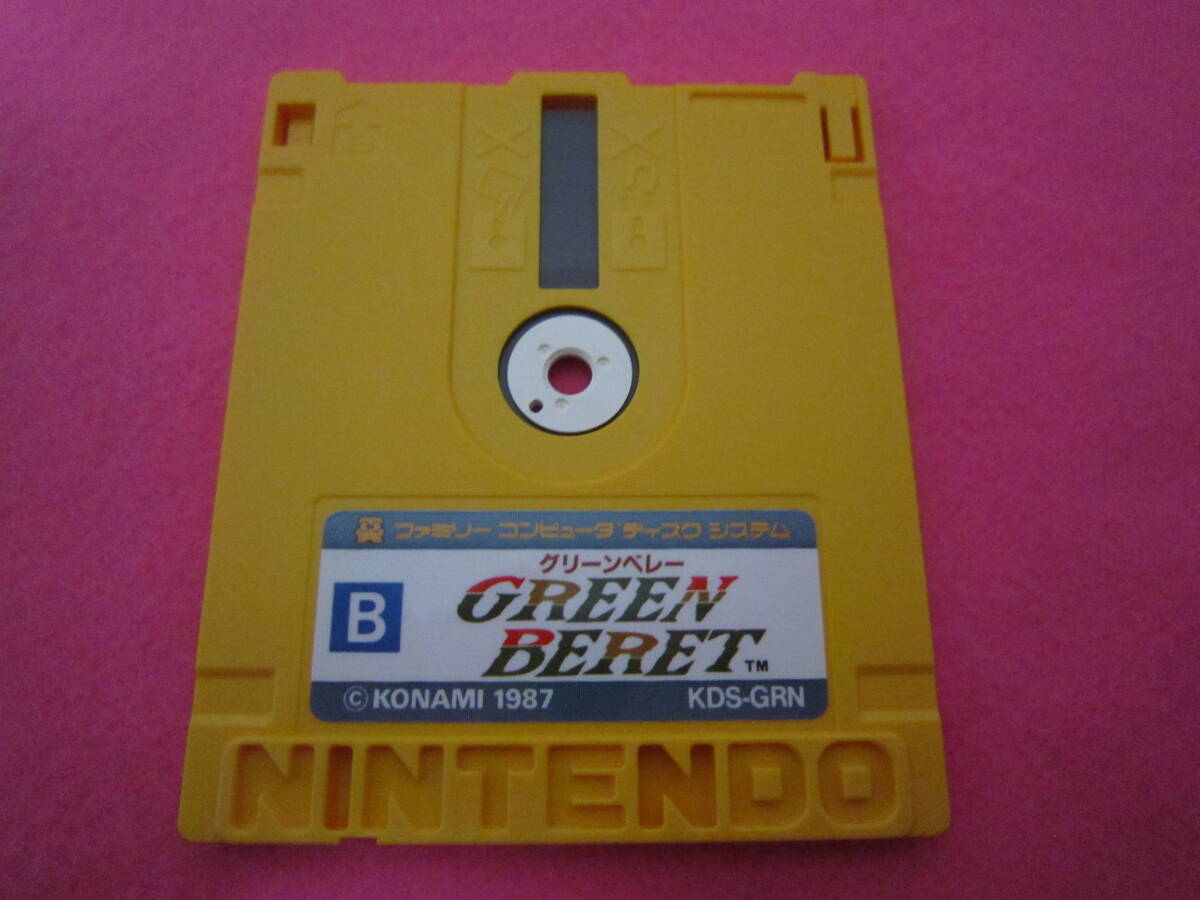 ファミリー コンピュータ ディスク システム
グリーンベレー
B
GREEN
BERET™
© KONAMI 1987 KDS-GRN
NINTENDO